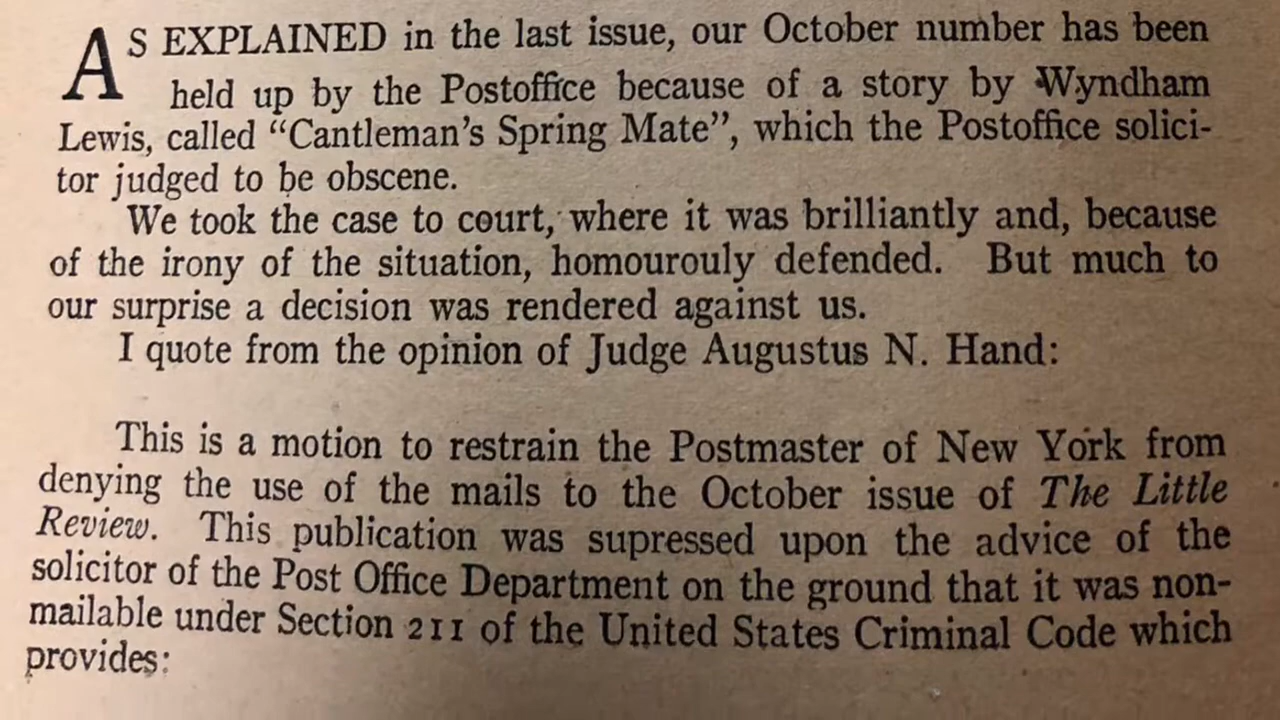 AS EXPLAINED in the last issue, our October number has been
held up by the Postoffice because of a story by Wyndham
Lewis, called “Cantleman’s Spring Mate”, which the Postoffice solici-
tor judged to be obscene.
We took the case to court, where it was brilliantly and, because
of the irony of the situation, homourouly defended. But much to
our surprise a decision was rendered against us.
I quote from the opinion of Judge Augustus N. Hand:
This is a motion to restrain the Postmaster of New York from
denying the use of the mails to the October issue of The Little
Review. This publication was supressed upon the advice of the
solicitor of the Post Office Department on the ground that it was non-
mailable under Section 211 of the United States Criminal Code which
provides: